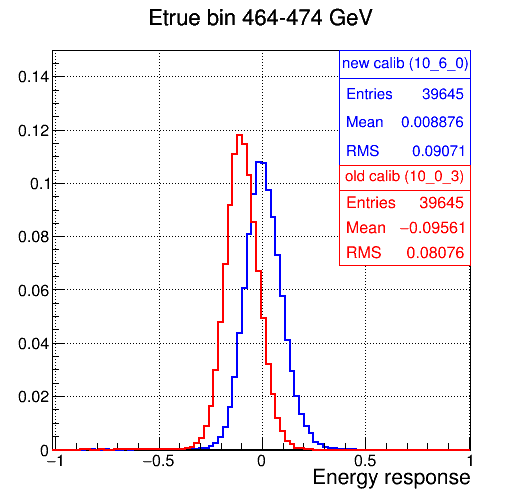 Etrue bin 464-474 GeV
new calib (10_6_0)
Entries 39645
Mean 0.008876
RMS 0.09071
old calib (10_0_3)
Entries 39645
Mean −0.09561
RMS 0.08076
0.14
0.12
0.1
0.08
0.06
0.04
0.02
0
−1 −0.5 0 0.5 1
Energy response